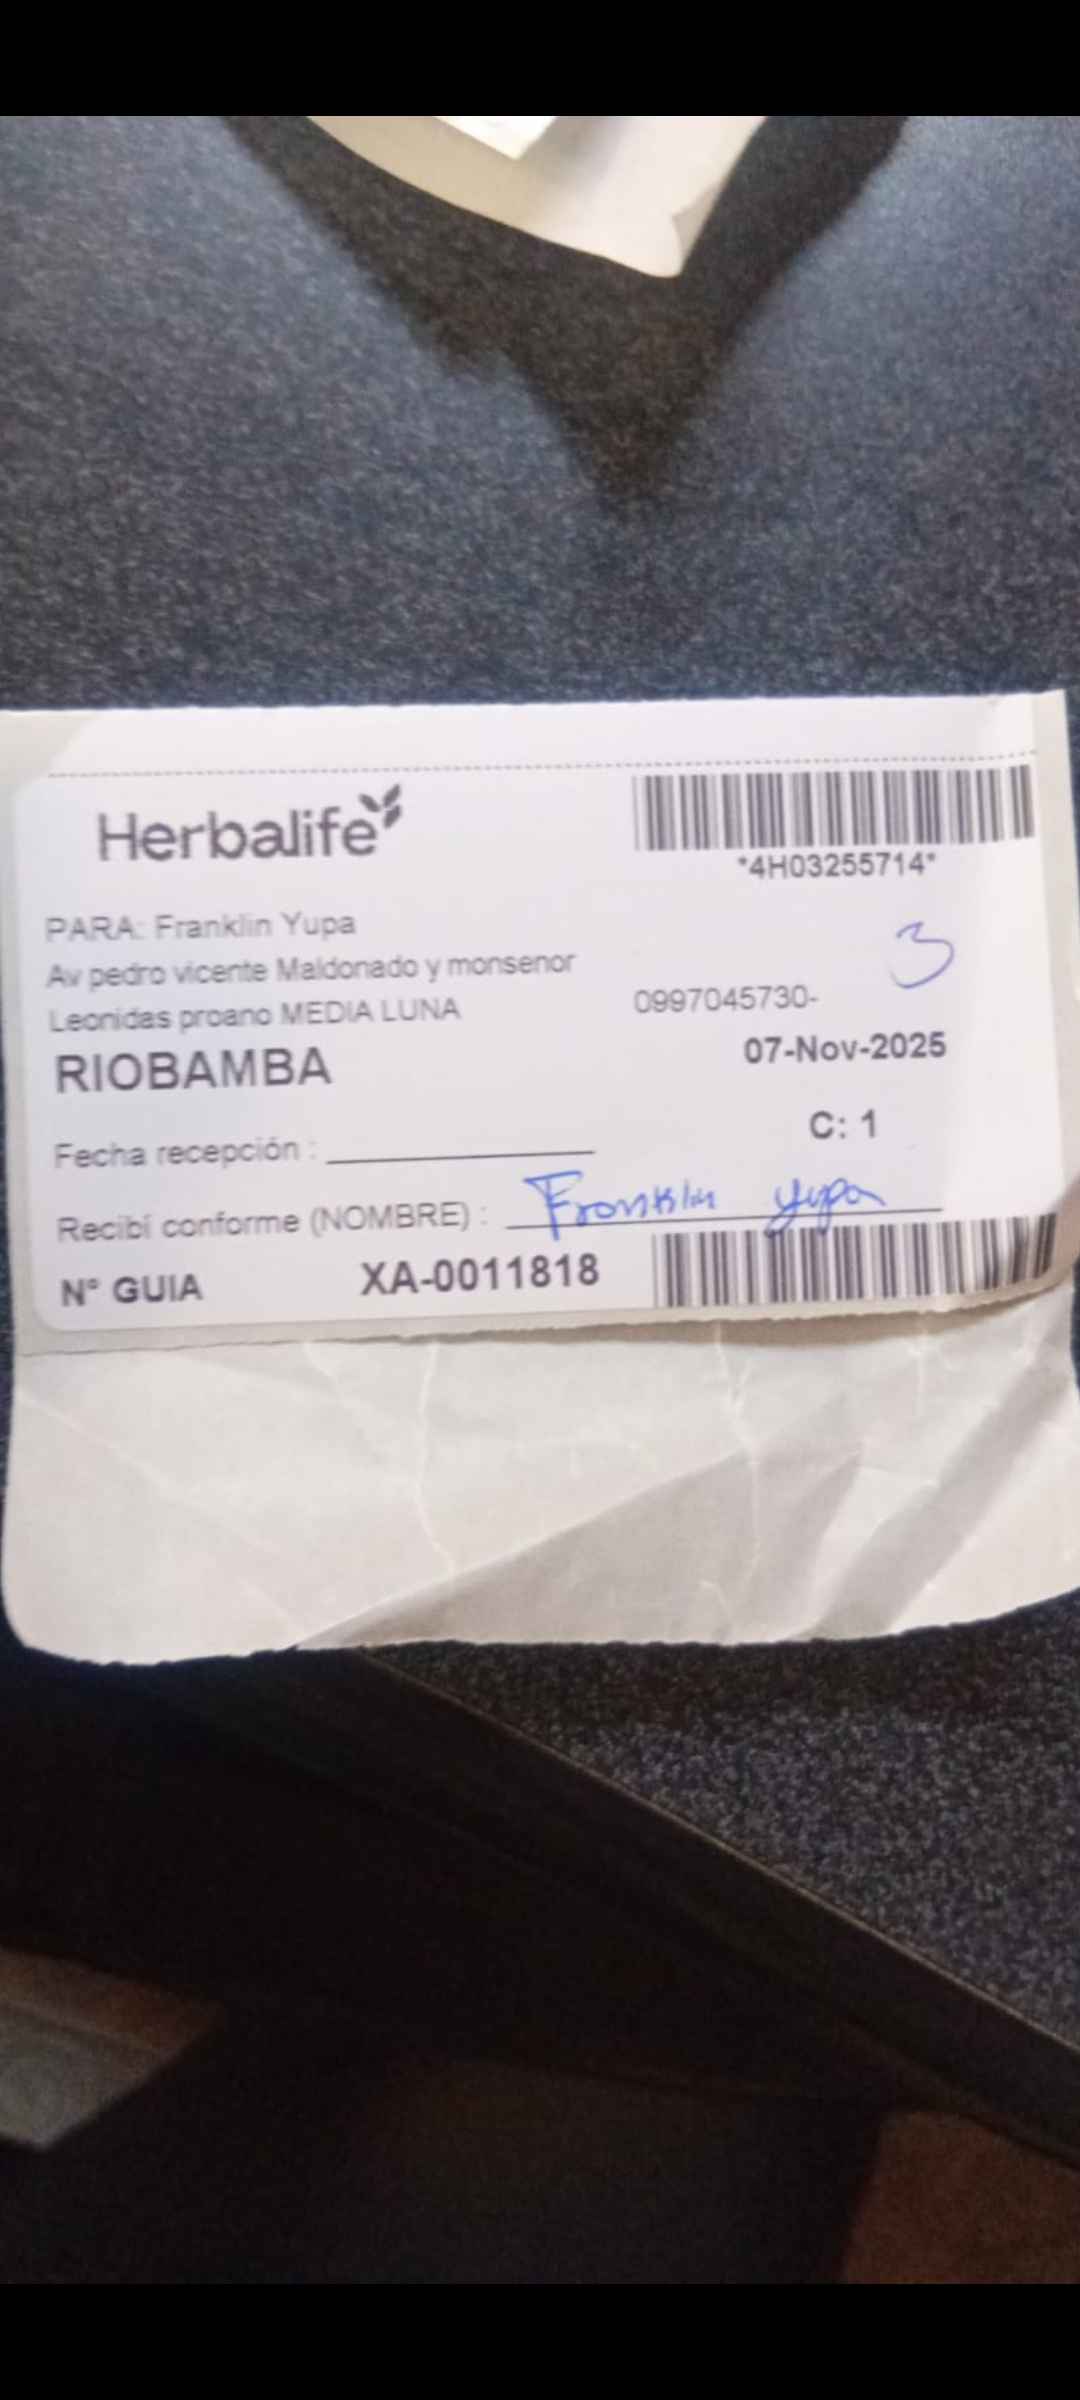 Herbalife
*4H03255714*
PARA: Franklin Yupa
3
Av pedro vicente Maldonado y monsenor
Leonidas proano MEDIA LUNA 0997045730-
RIOBAMBA 07-Nov-2025
C: 1
Fecha recepción :
Recibí conforme (NOMBRE) : Franklin Yupa
N° GUIA XA-0011818